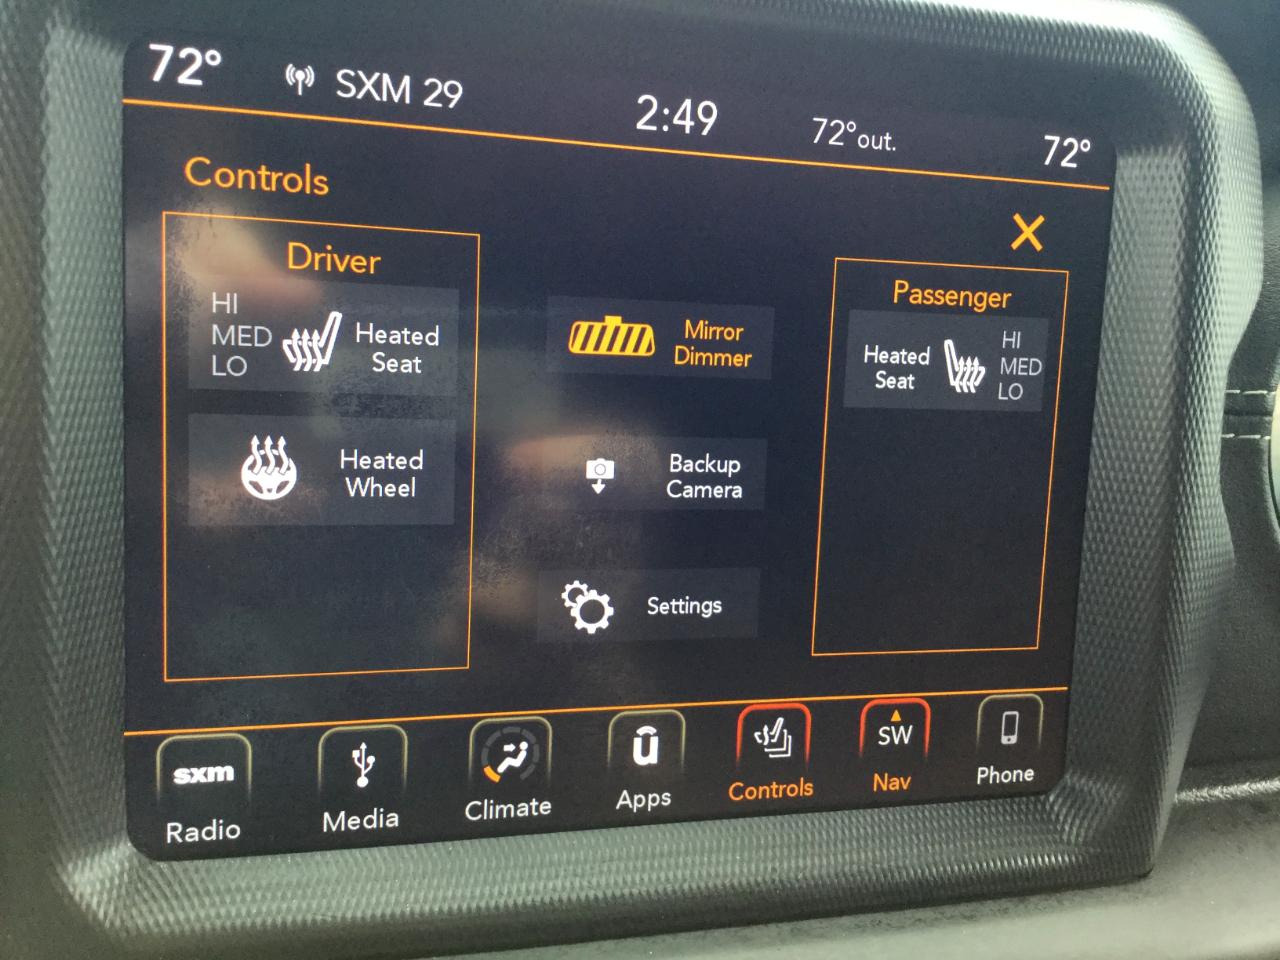 72°
SXM 29
2:49
72°out.
72°
Controls
Driver
HI
MED
LO
Heated
Seat
Heated
Wheel
Mirror
Dimmer
Backup
Camera
Settings
Passenger
Heated
Seat
HI
MED
LO
sxm
Radio
Media
Climate
ū
Apps
Controls
SW
Nav
Phone